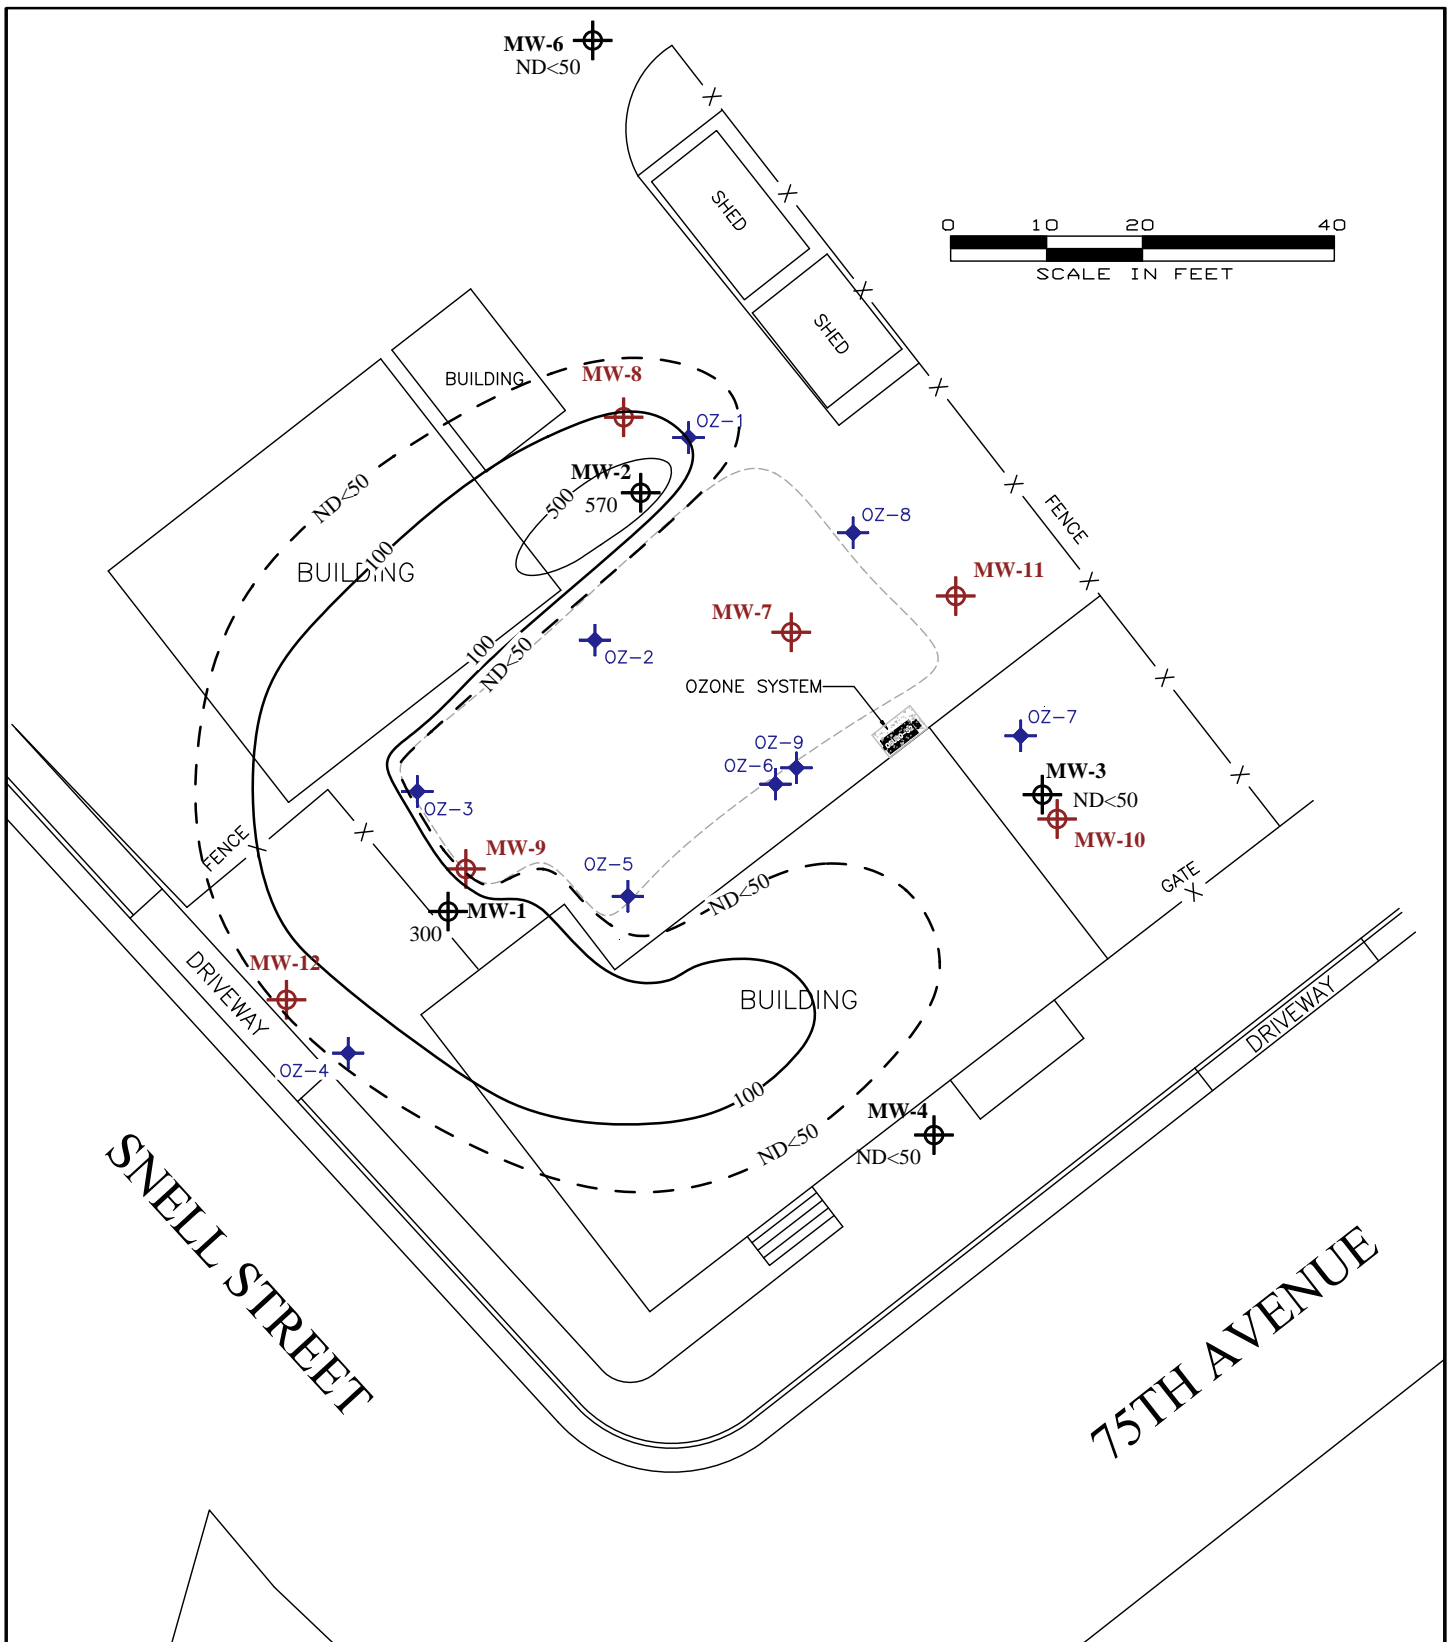 MW-6
ND<50
SHED
0 10 20 40
SCALE IN FEET
SHED
BUILDING
MW-8
OZ-1
MW-2
570
500
ND<50
100
BUILDING
OZ-8
FENCE
MW-11
MW-7
OZ-2
100
ND<50
OZONE SYSTEM
OZ-7
OZ-9
OZ-6
MW-3
ND<50
MW-10
OZ-3
FENCE
MW-9
OZ-5
GATE
ND<50
MW-1
300
MW-12
DRIVEWAY
BUILDING
DRIVEWAY
OZ-4
100
MW-4
ND<50
ND<50
SNELL STREET
75TH AVENUE